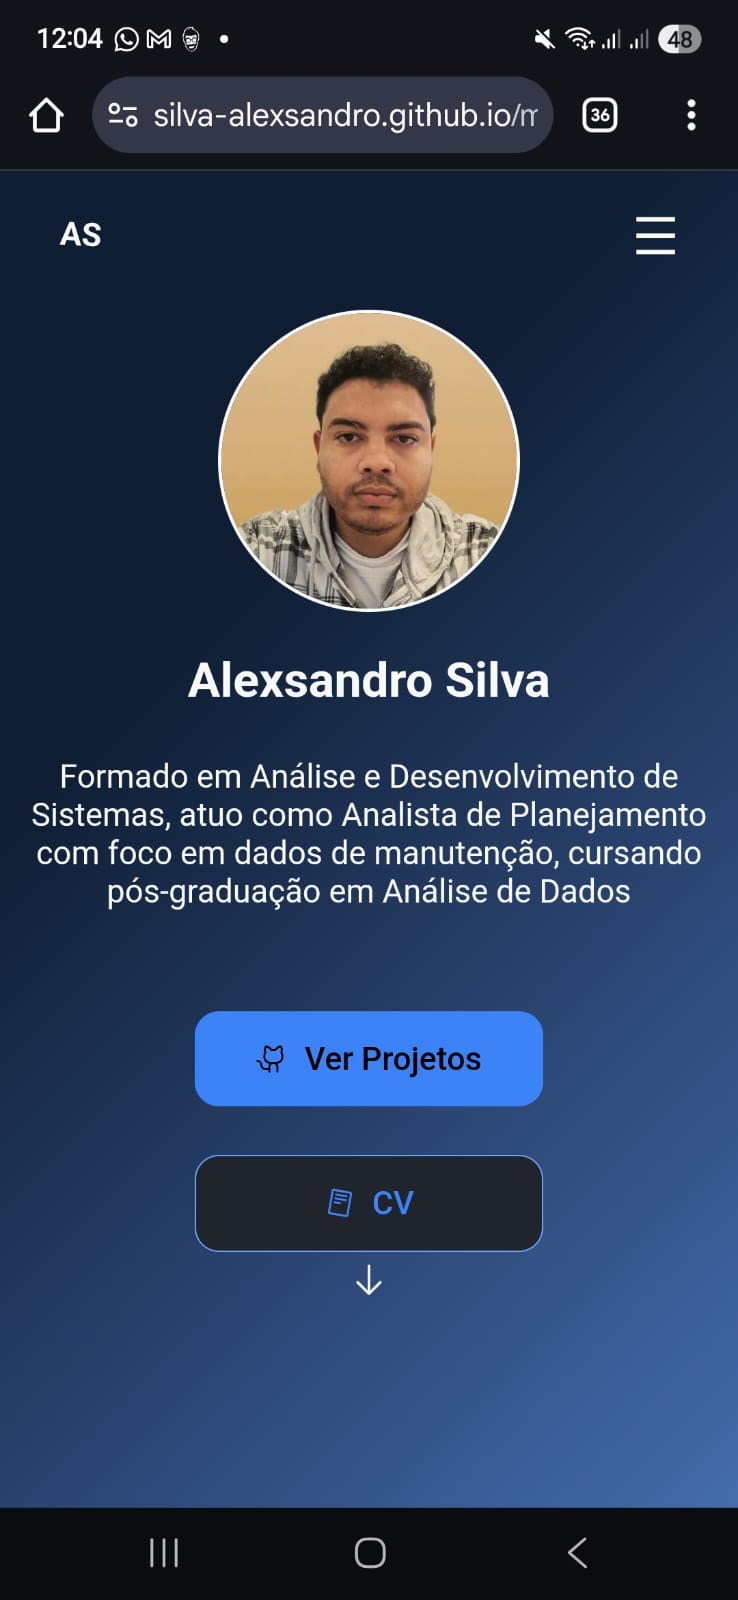 12:04
48
silva-alexsandro.github.io/m
36
AS
Alexsandro Silva
Formado em Análise e Desenvolvimento de
Sistemas, atuo como Analista de Planejamento
com foco em dados de manutenção, cursando
pós-graduação em Análise de Dados
Ver Projetos
CV